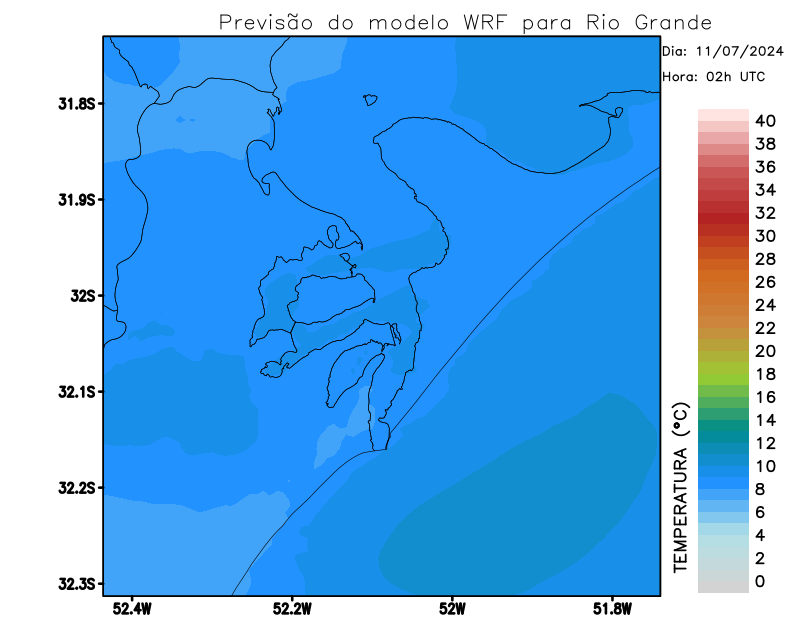 Previsão do modelo WRF para Rio Grande
Dia: 11/07/2024
Hora: 02h UTC
31.8S
31.9S
32S
32.1S
32.2S
32.3S
52.4W
52.2W
52W
51.8W
40
38
36
34
32
30
28
26
24
22
20
18
16
14
12
10
8
6
4
2
0
TEMPERATURA (°C)